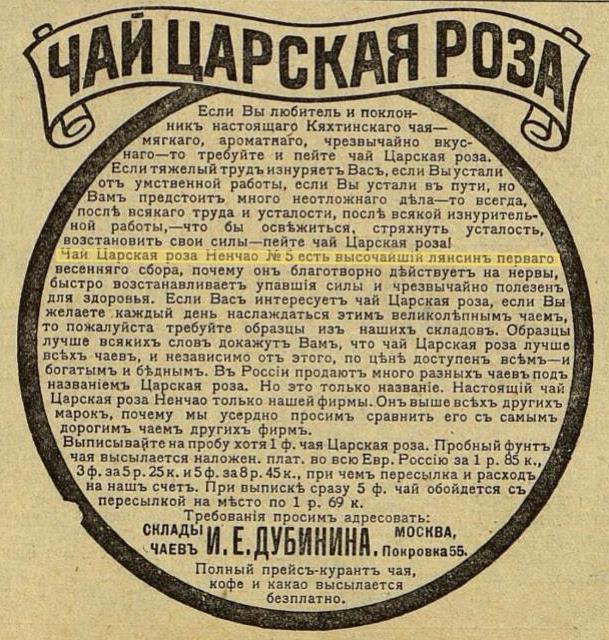 ЧАЙ ЦАРСКАЯ РОЗА
Если Вы любитель и поклон-
никъ настоящаго Кяхтинскаго чая—
мягкаго, ароматнаго, чрезвычайно вкус-
наго—то требуйте и пейте чай Царская роза.
Если тяжелый трудъ изнуряетъ Васъ, если Вы устали
отъ умственной работы, если Вы устали въ пути, но
Вамъ предстоитъ много неотложнаго дѣла—то всегда,
послѣ всякаго труда и усталости, послѣ всякой изнуритель-
ной работы,—что бы освѣжиться, стряхнуть усталость,
возстановить свои силы—пейте чай Царская роза!
Чай Царская роза Ненчао № 5 есть высочайшій лянсинъ перваго
весенняго сбора, почему онъ благотворно дѣйствуетъ на нервы,
быстро возстанавливаетъ упавшія силы и чрезвычайно полезенъ
для здоровья. Если Васъ интересуетъ чай Царская роза, если Вы
желаете каждый день наслаждаться этимъ великолѣпнымъ чаемъ,
то пожалуйста требуйте образцы изъ нашихъ складовъ. Образцы
лучше всякихъ словъ докажутъ Вамъ, что чай Царская роза лучше
всѣхъ чаевъ, и независимо отъ этого, по цѣнѣ доступенъ всѣмъ—и
богатымъ и бѣднымъ. Въ Россіи продаютъ много разныхъ чаевъ подъ
названіемъ Царская роза. Но это только названіе. Настоящій чай
Царская роза Ненчао только нашей фирмы. Онъ выше всѣхъ другихъ
марокъ, почему мы усердно просимъ сравнить его съ самымъ
дорогимъ чаемъ другихъ фирмъ.
Выписывайте на пробу хотя 1 ф. чая Царская роза. Пробный фунтъ
чая высылается наложен. плат. во всю Евр. Россію за 1 р. 85 к.,
3 ф. за 5 р. 25 к. и 5 ф. за 8 р. 45 к., при чемъ пересылка и расходъ
на нашъ счетъ. При выпискѣ сразу 5 ф. чай обойдется съ
пересылкой на мѣсто по 1 р. 69 к.
Требованія просимъ адресовать:
СКЛАДЫ ЧАЕВЪ И. Е. ДУБИНИНА. МОСКВА, Покровка 55.
Полный прейсъ-курантъ чая,
кофе и какао высылается
безплатно.